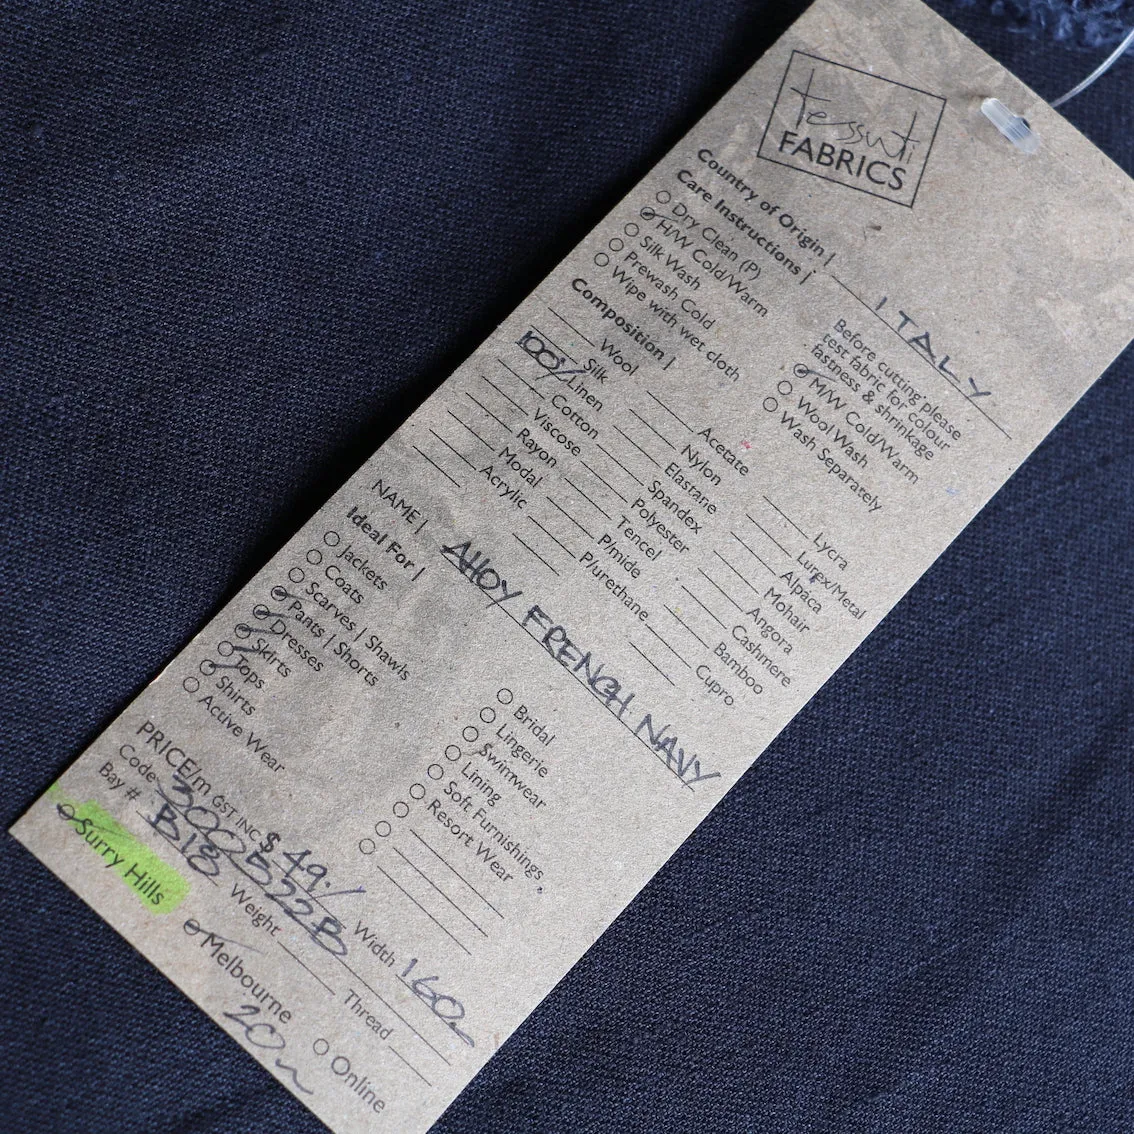 tessuti
FABRICS
Country of Origin | ITALY
Care Instructions |
Dry Clean (P)
H/W Cold/Warm
Silk Wash
Prewash Cold
Wipe with wet cloth
Before cutting please
test fabric for colour
fastness & shrinkage
M/W Cold/Warm
Wool Wash
Wash Separately
Composition |
Wool
Silk
100% Linen
Cotton
Viscose
Rayon
Modal
Acrylic
Acetate
Nylon
Elastane
Spandex
Polyester
Tencel
P/mide
P/urethane
Lycra
Lurex/Metal
Alpaca
Mohair
Angora
Cashmere
Bamboo
Cupro
NAME | AHOY FRENCH NAVY
Ideal For |
Jackets
Coats
Scarves | Shawls
Pants | Shorts
Dresses
Skirts
Tops
Shirts
Active Wear
Bridal
Lingerie
Swimwear
Lining
Soft Furnishings
Resort Wear
PRICE/m GST INC $ 49./
Code 300B522B Width 160
Bay # B18 Weight Thread
Surry Hills Melbourne Online
20m